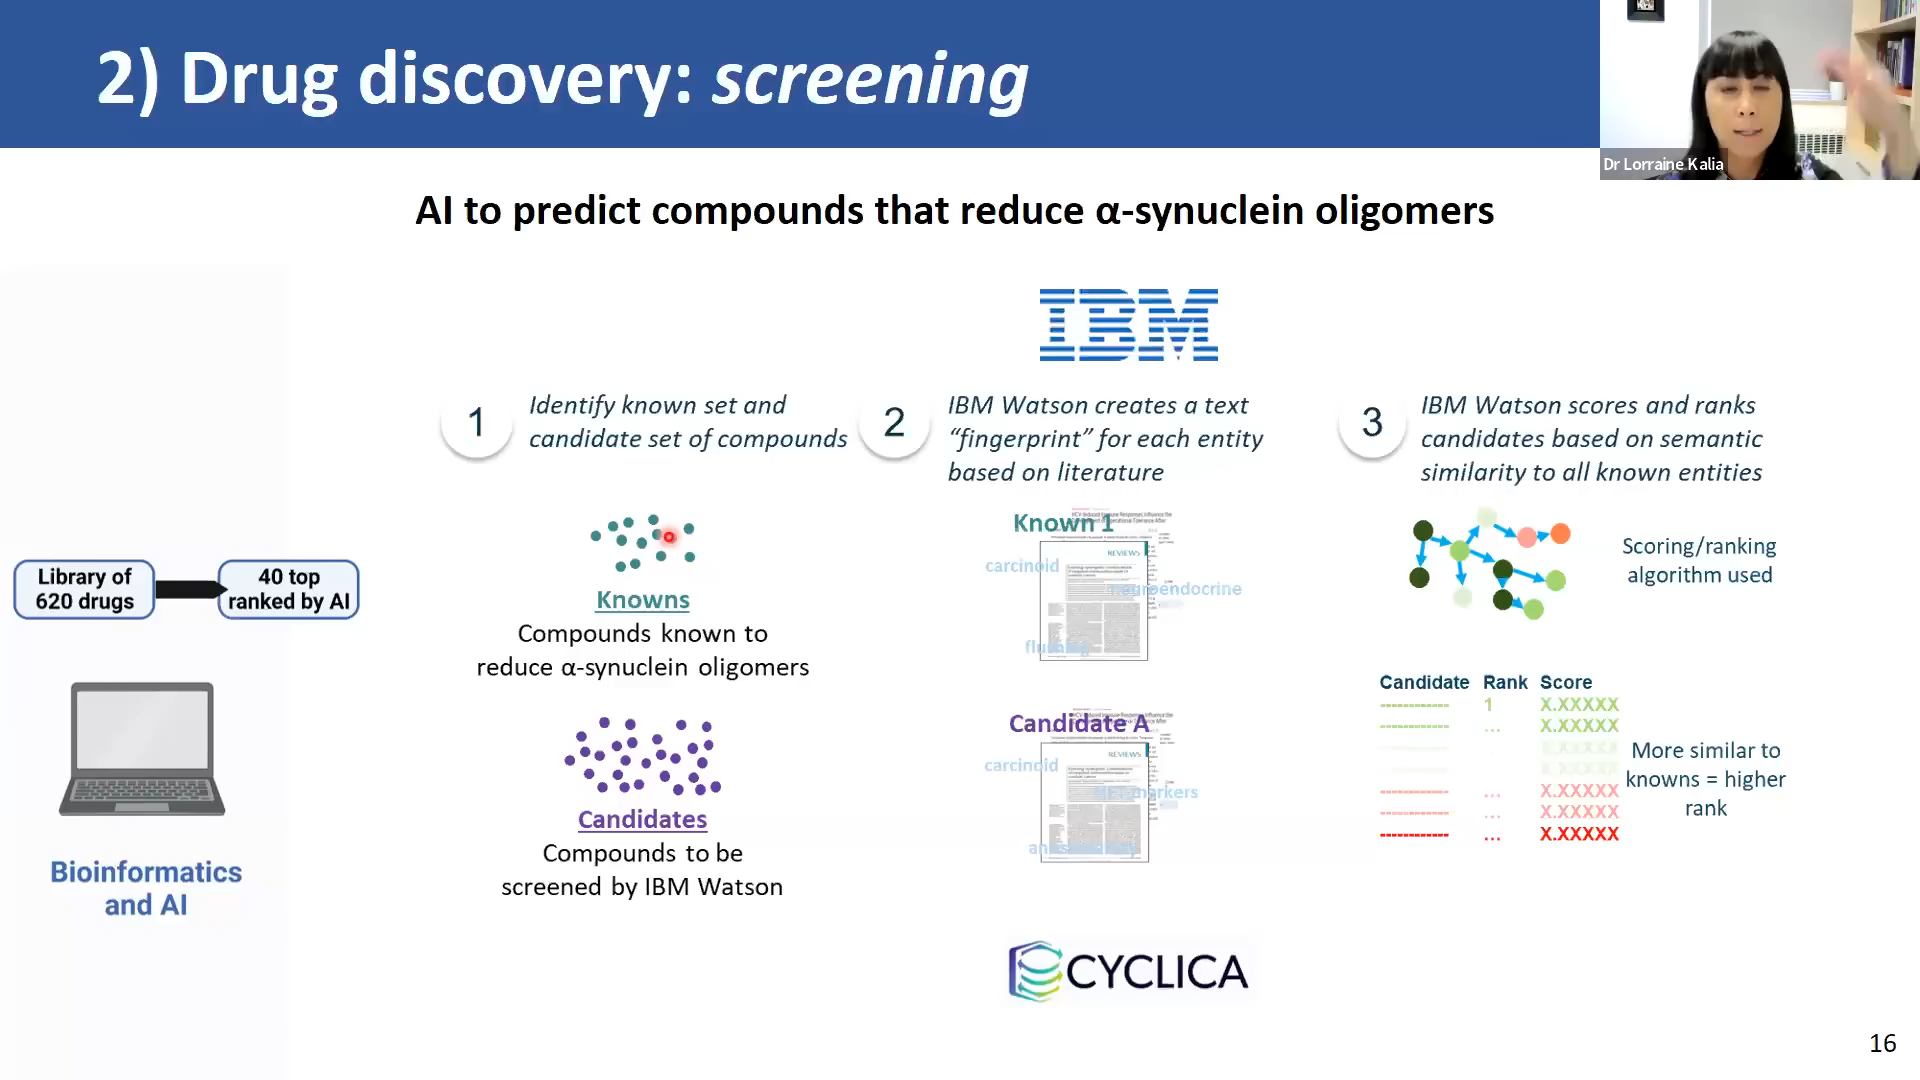 2) Drug discovery: screening
Dr Lorraine Kalia
AI to predict compounds that reduce α-synuclein oligomers
IBM
1
Identify known set and
candidate set of compounds
2
IBM Watson creates a text
“fingerprint” for each entity
based on literature
3
IBM Watson scores and ranks
candidates based on semantic
similarity to all known entities
Library of
620 drugs
40 top
ranked by AI
Bioinformatics
and AI
Knowns
Compounds known to
reduce α-synuclein oligomers
Candidates
Compounds to be
screened by IBM Watson
Known 1
REVIEWS
carcinoid
neuroendocrine
Candidate A
REVIEWS
carcinoid
markers
Scoring/ranking
algorithm used
Candidate Rank Score
------------ 1 X.XXXXX
------------ ... X.XXXXX
X.XXXXX
X.XXXXX
------------ ... X.XXXXX
------------ ... X.XXXXX
------------ ... X.XXXXX
More similar to
knowns = higher
rank
CYCLICA
16